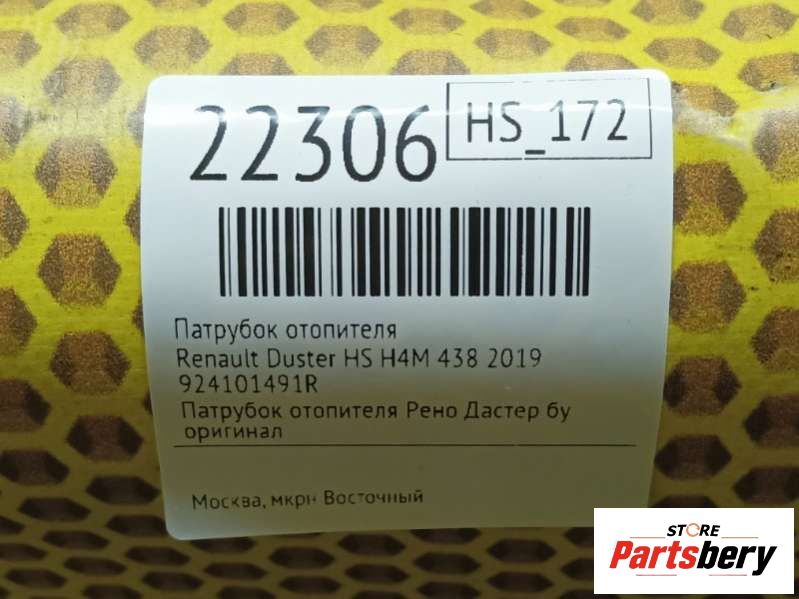 22306
HS_172
Патрубок отопителя
Renault Duster HS H4M 438 2019
924101491R
Патрубок отопителя Рено Дастер бу
оригинал
Москва, мкрн Восточный
STORE
Partsbery